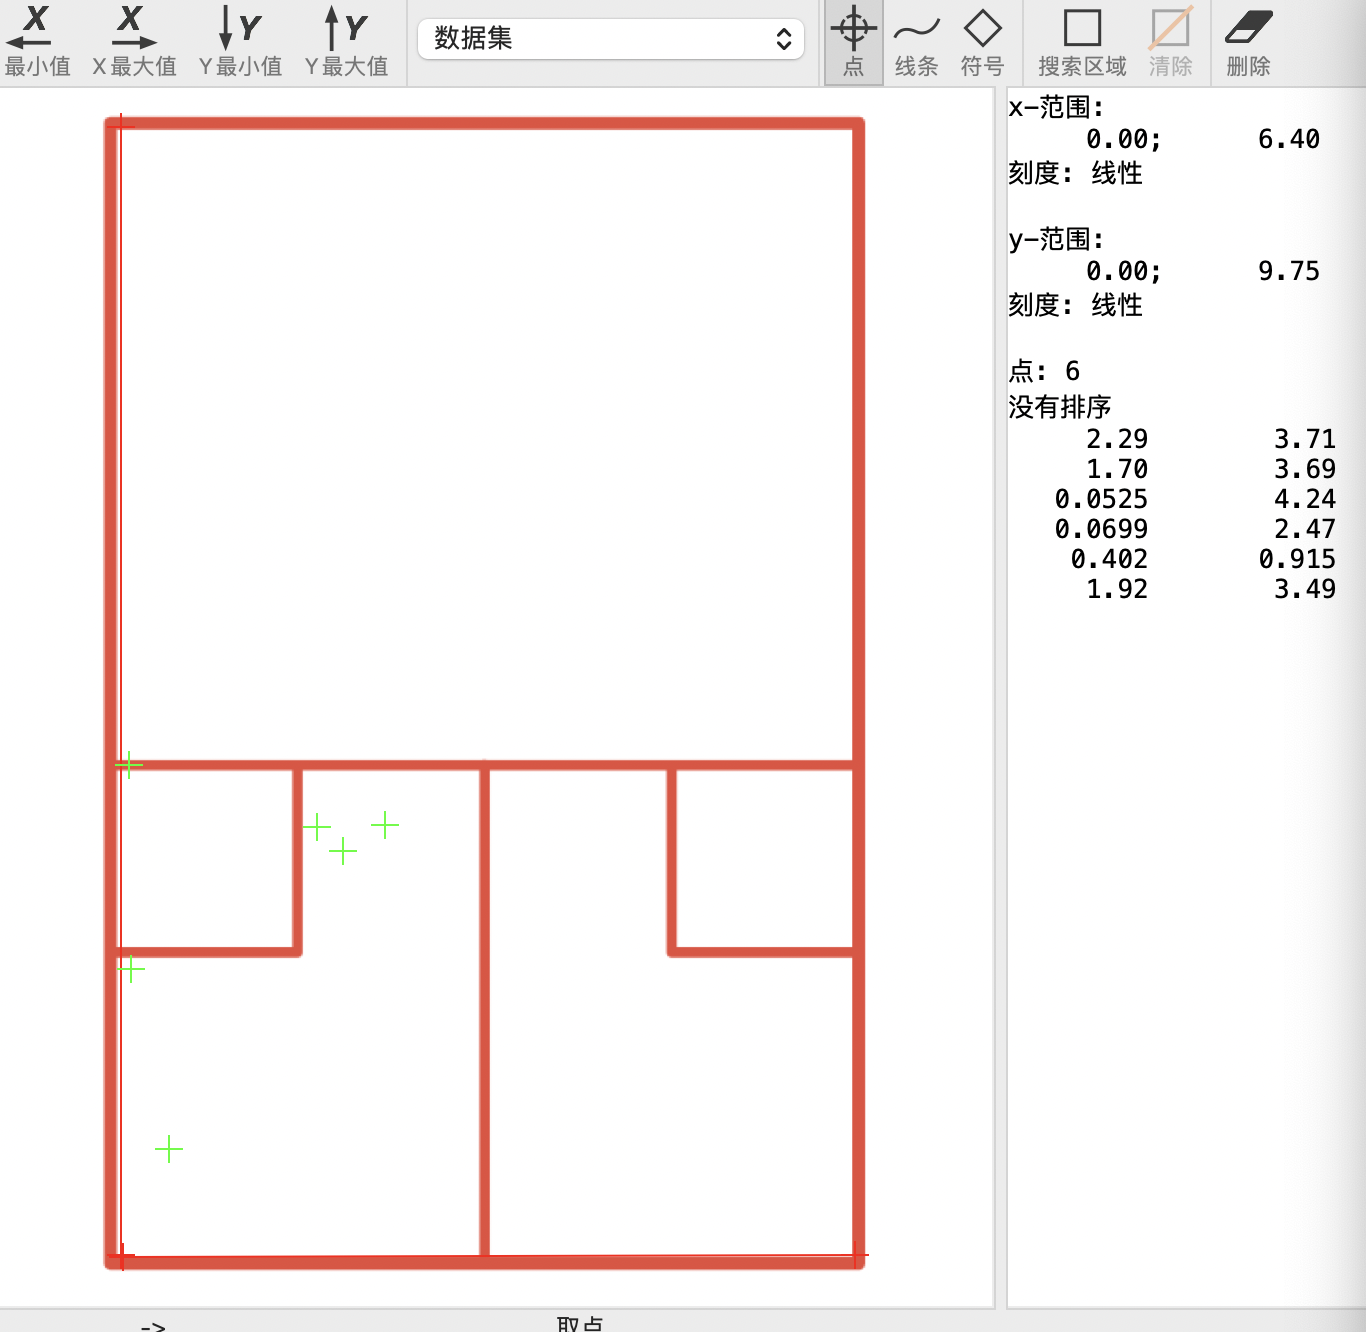 X X Y Y
最小值 X 最大值 Y 最小值 Y 最大值
数据集
点 线条 符号 搜索区域 清除 删除
x-范围:
0.00; 6.40
刻度: 线性
y-范围:
0.00; 9.75
刻度: 线性
点: 6
没有排序
2.29 3.71
1.70 3.69
0.0525 4.24
0.0699 2.47
0.402 0.915
1.92 3.49
-> 取点